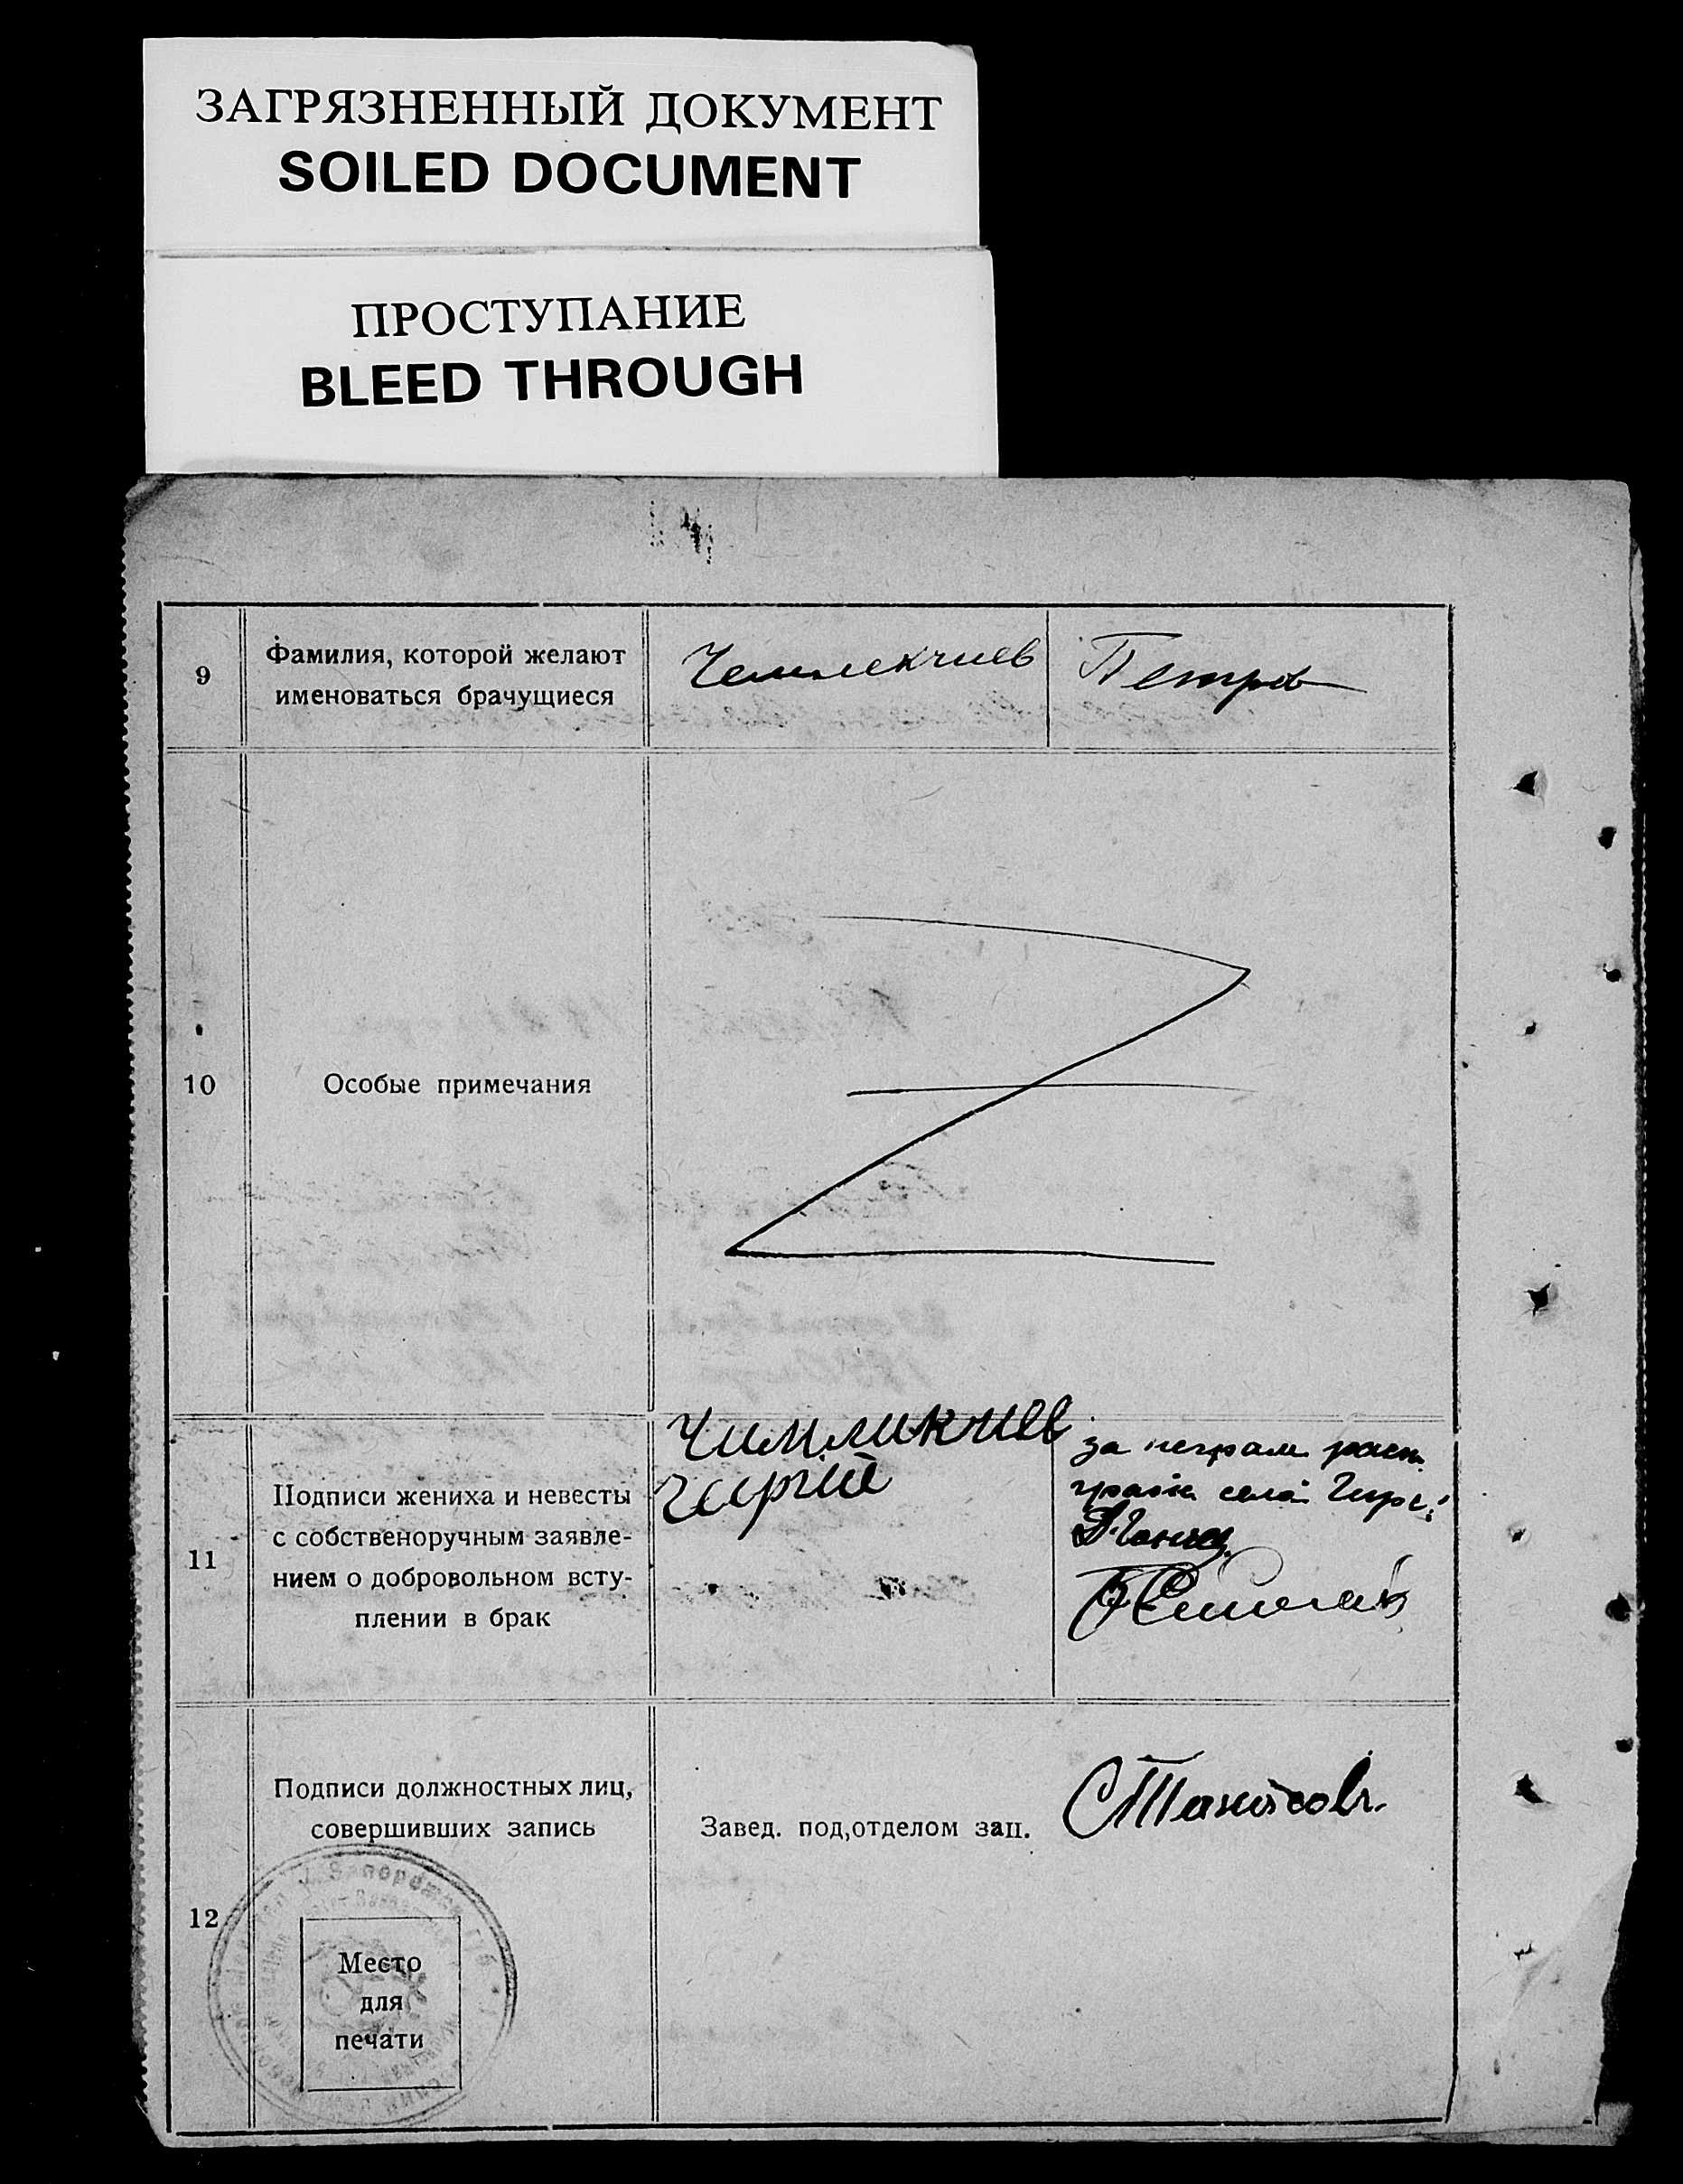 ЗАГРЯЗНЕННЫЙ ДОКУМЕНТ
SOILED DOCUMENT
ПРОСТУПАНИЕ
BLEED THROUGH
9
Фамилия, которой желают
именоваться брачущиеся
Чемлекчиев
Петров
10
Особые примечания
11
Подписи жениха и невесты
с собственоручным заявле-
нием о добровольном всту-
плении в брак
Чимликчиев
за
12
Подписи должностных лиц,
совершивших запись
Завед. под,отделом зап.
Место
для
печати